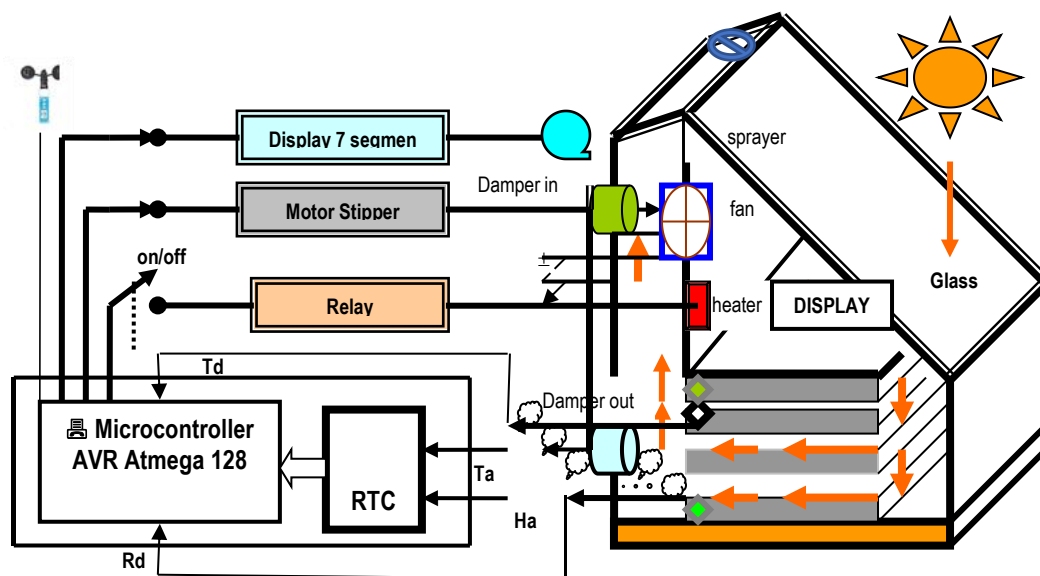 Display 7 segmen
Damper in
Motor Stipper
on/off
±
Relay
Td
Microcontroller
AVR Atmega 128
RTC
Ta
Ha
Rd
Damper out
sprayer
fan
heater
DISPLAY
Glass